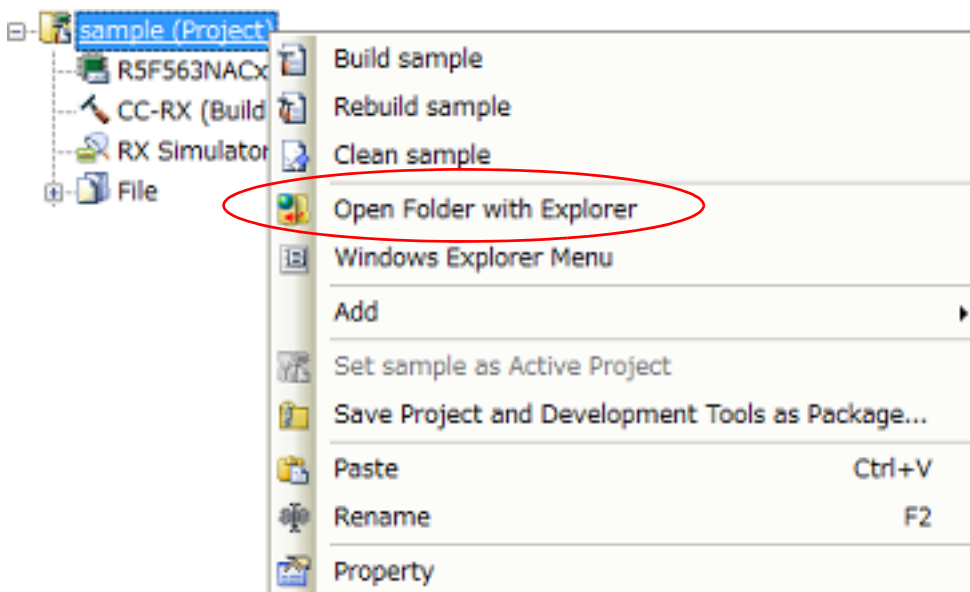 sample (Project)
R5F563NACx
CC-RX (Build
RX Simulator
File
Build sample
Rebuild sample
Clean sample
Open Folder with Explorer
Windows Explorer Menu
Add
Set sample as Active Project
Save Project and Development Tools as Package...
Paste Ctrl+V
Rename F2
Property